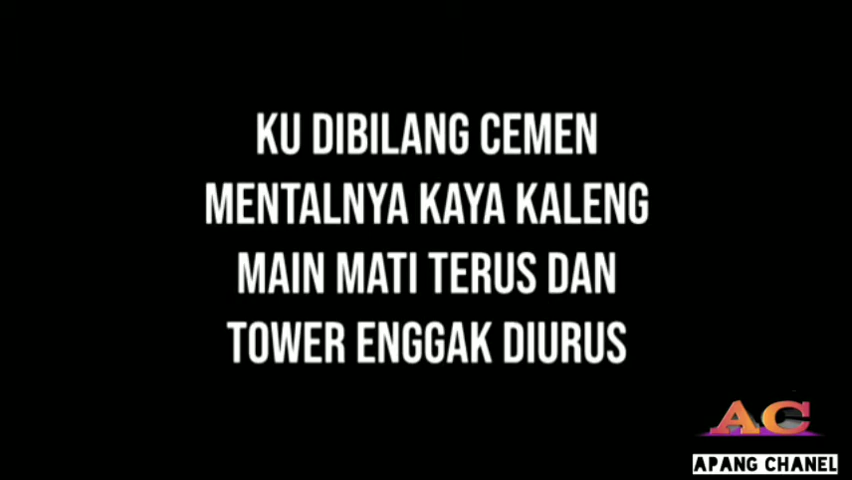 KU DIBILANG CEMEN
MENTALNYA KAYA KALENG
MAIN MATI TERUS DAN
TOWER ENGGAK DIURUS
AC
APANG CHANEL